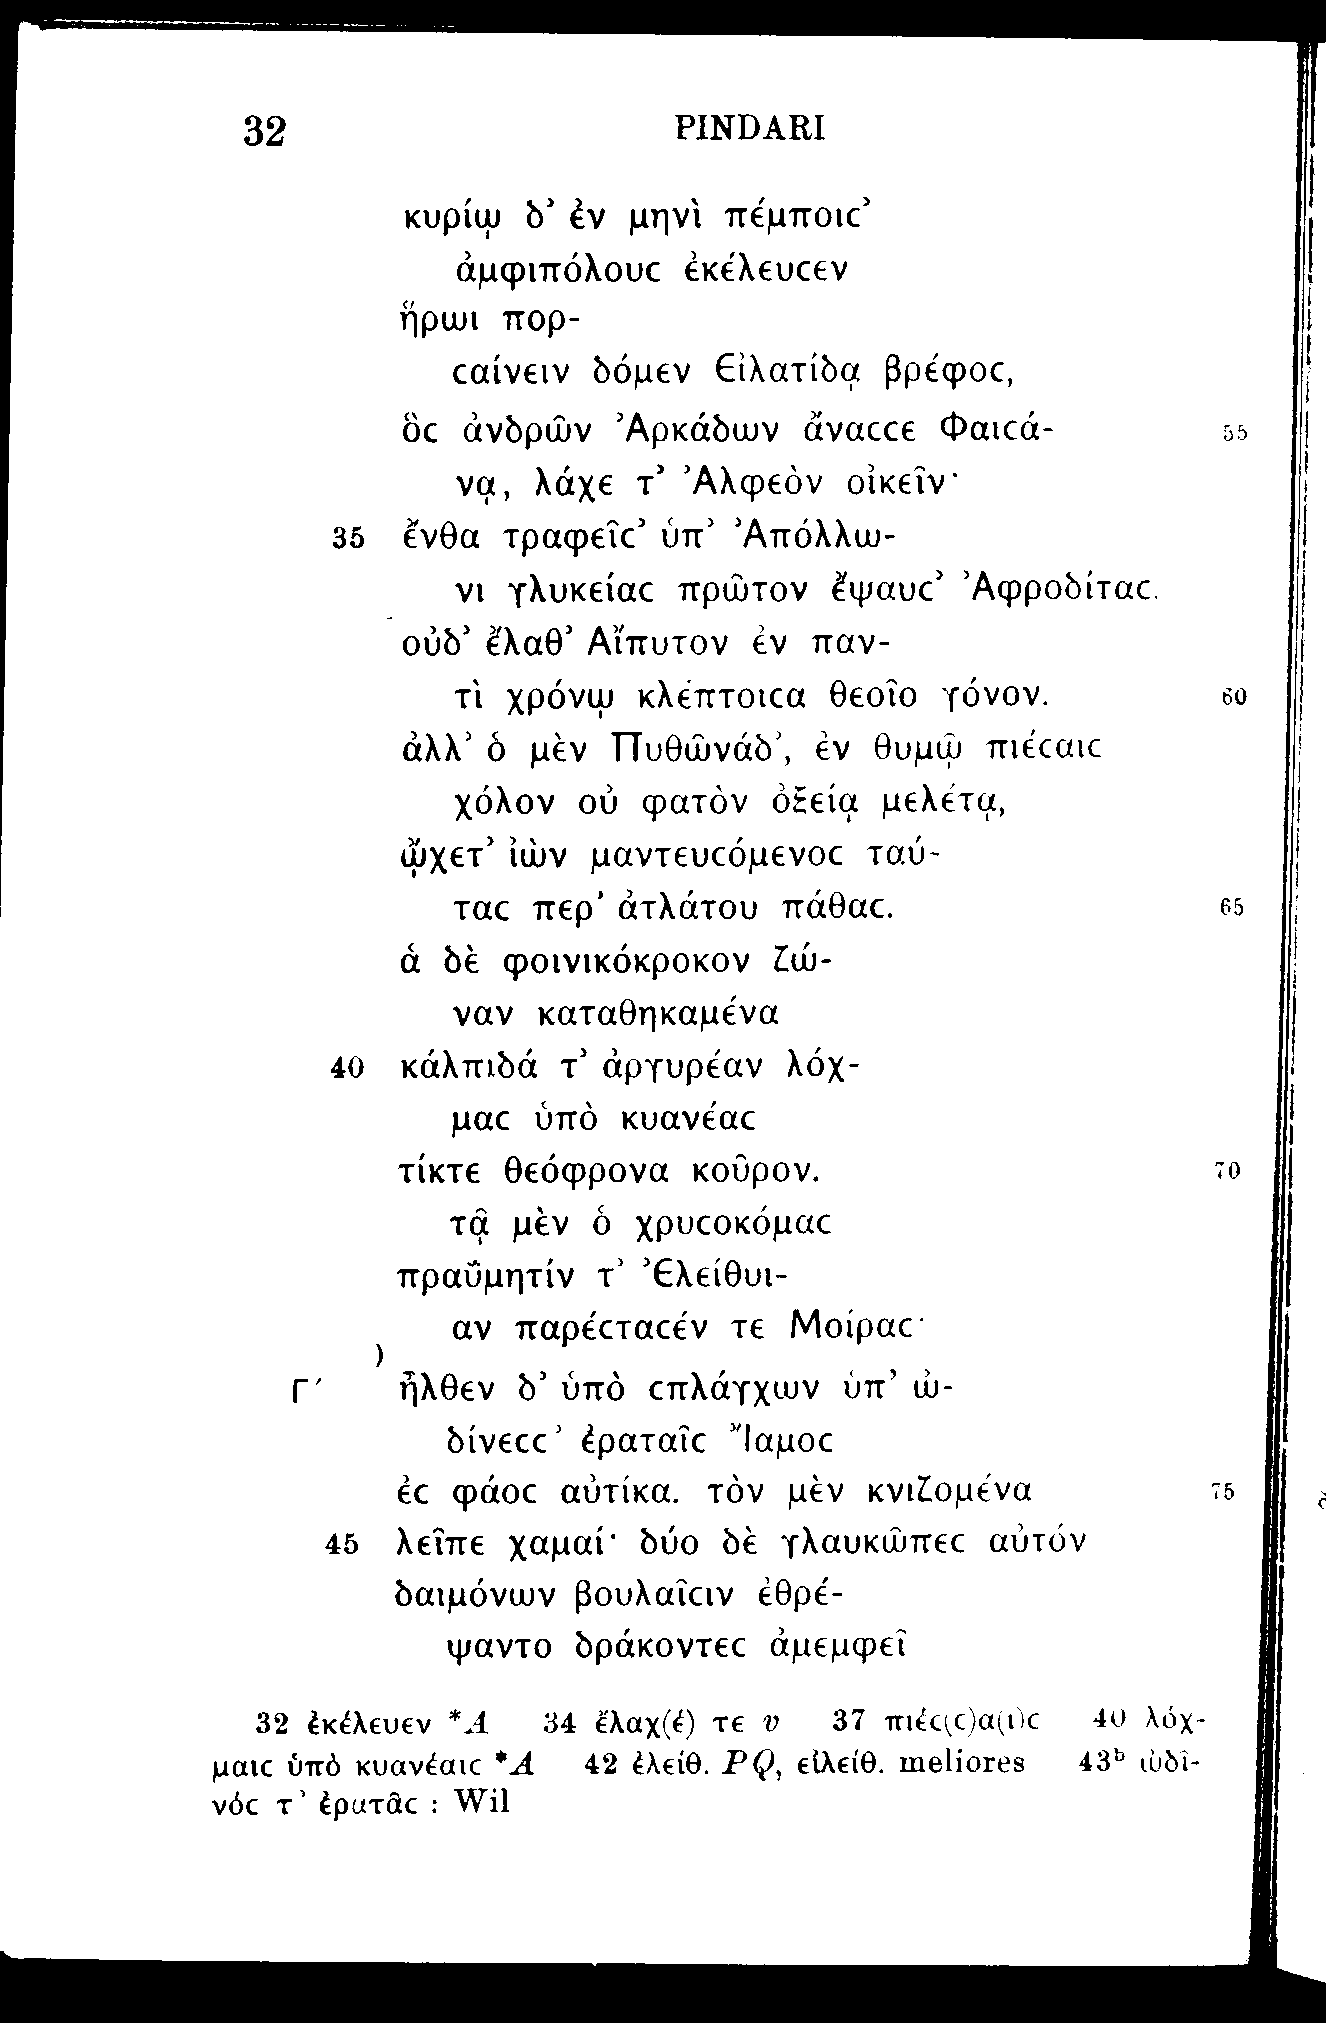 32 PINDARI
κυρίῳ δ’ ἐν μηνὶ πέμποιϲ’
ἀμφιπόλουϲ ἐκέλευϲεν
ἥρωι πορ-
ϲαίνειν δόμεν Εἰλατίδᾳ βρέφοϲ,
ὃϲ ἀνδρῶν Ἀρκάδων ἄναϲϲε Φαιϲά- 55
νᾳ, λάχε τ’ Ἀλφεὸν οἰκεῖν·
35 ἔνθα τραφεῖϲ’ ὑπ’ Ἀπόλλω-
νι γλυκείαϲ πρῶτον ἔψαυϲ’ Ἀφροδίταϲ.
οὐδ’ ἔλαθ’ Αἴπυτον ἐν παν-
τὶ χρόνῳ κλέπτοιϲα θεοῖο γόνον. 60
ἀλλ’ ὁ μὲν Πυθῶνάδ’, ἐν θυμῷ πιέϲαιϲ
χόλον οὐ φατὸν ὀξείᾳ μελέτᾳ,
ᾤχετ’ ἰὼν μαντευϲόμενοϲ ταύ-
ταϲ περ’ ἀτλάτου πάθαϲ. 65
ἁ δὲ φοινικόκροκον ζώ-
ναν καταθηκαμένα
40 κάλπιδά τ’ ἀργυρέαν λόχ-
μαϲ ὑπὸ κυανέαϲ
τίκτε θεόφρονα κοῦρον. 70
τᾷ μὲν ὁ χρυϲοκόμαϲ
πραΰμητίν τ’ Ἐλείθυι-
αν παρέϲταϲέν τε Μοίραϲ·
)
Γ′ ἦλθεν δ’ ὑπὸ ϲπλάγχων ὑπ’ ὠ-
δίνεϲϲ’ ἐραταῖϲ Ἴαμοϲ
ἐϲ φάοϲ αὐτίκα. τὸν μὲν κνιζομένα 75
45 λεῖπε χαμαί· δύο δὲ γλαυκῶπεϲ αὐτόν
δαιμόνων βουλαῖϲιν ἐθρέ-
ψαντο δράκοντεϲ ἀμεμφεῖ
32 ἐκέλευεν *A 34 ἔλαχ(έ) τε v 37 πιέϲ(ϲ)α(ι)ϲ 40 λόχ-
μαιϲ ὑπὸ κυανέαιϲ *A 42 ἐλείθ. PQ, εἰλείθ. meliores 43ᵇ ὠδῖ-
νόϲ τ’ ἐρατᾶϲ : Wil